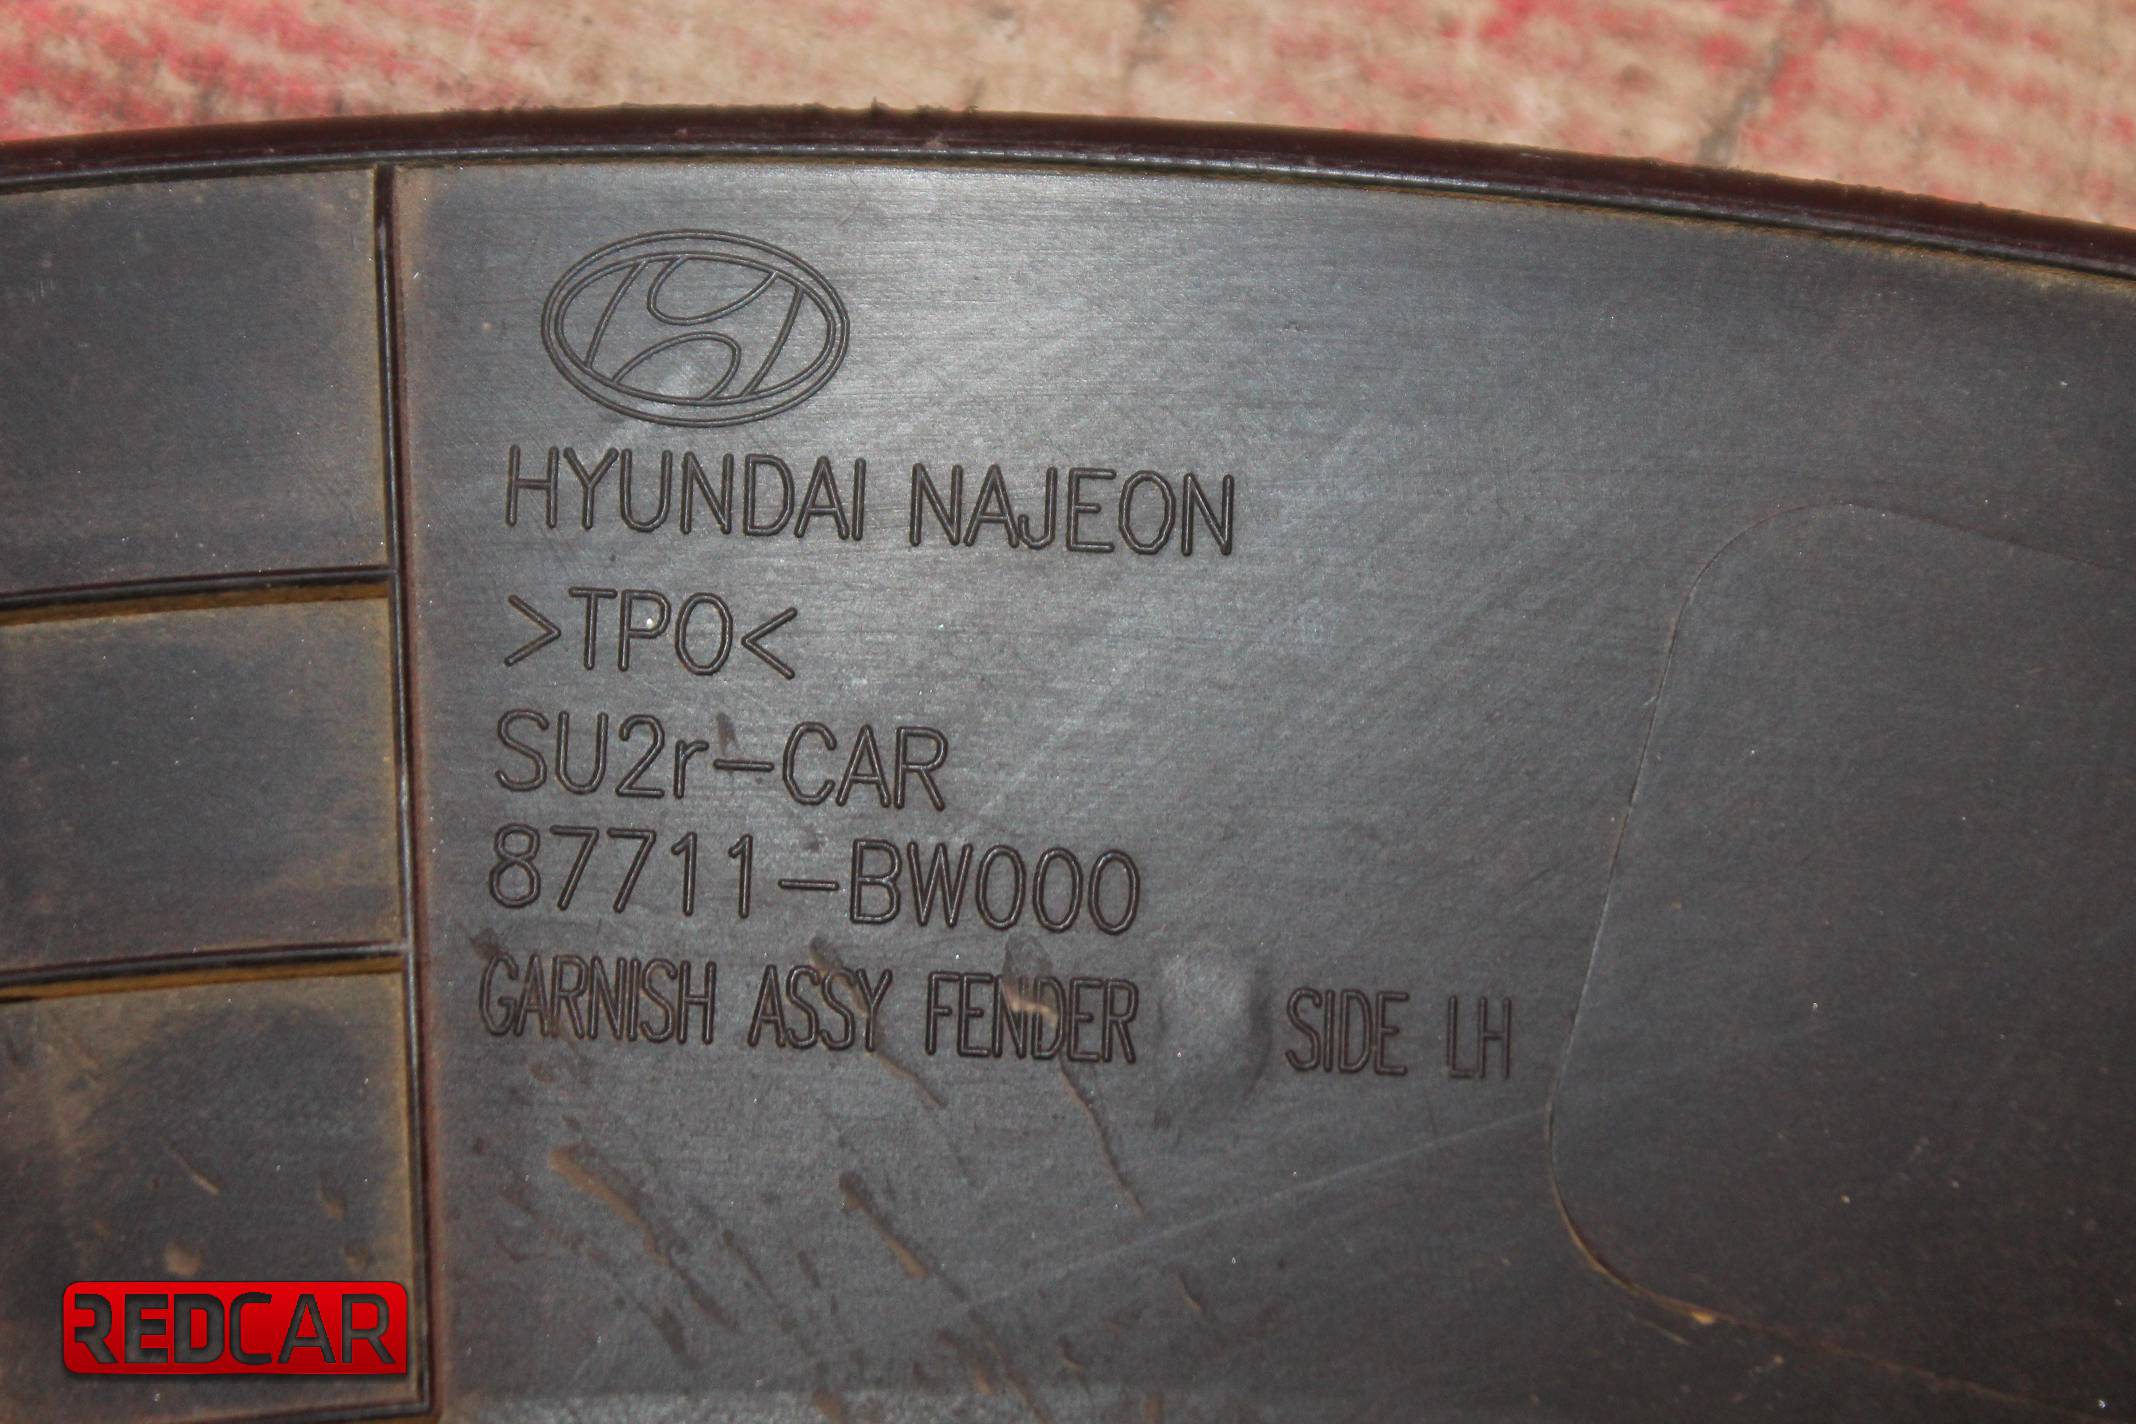 HYUNDAI NAJEON
>TPO<
SU2r-CAR
87711-BW000
GARNISH ASSY FENDER SIDE LH
REDCAR